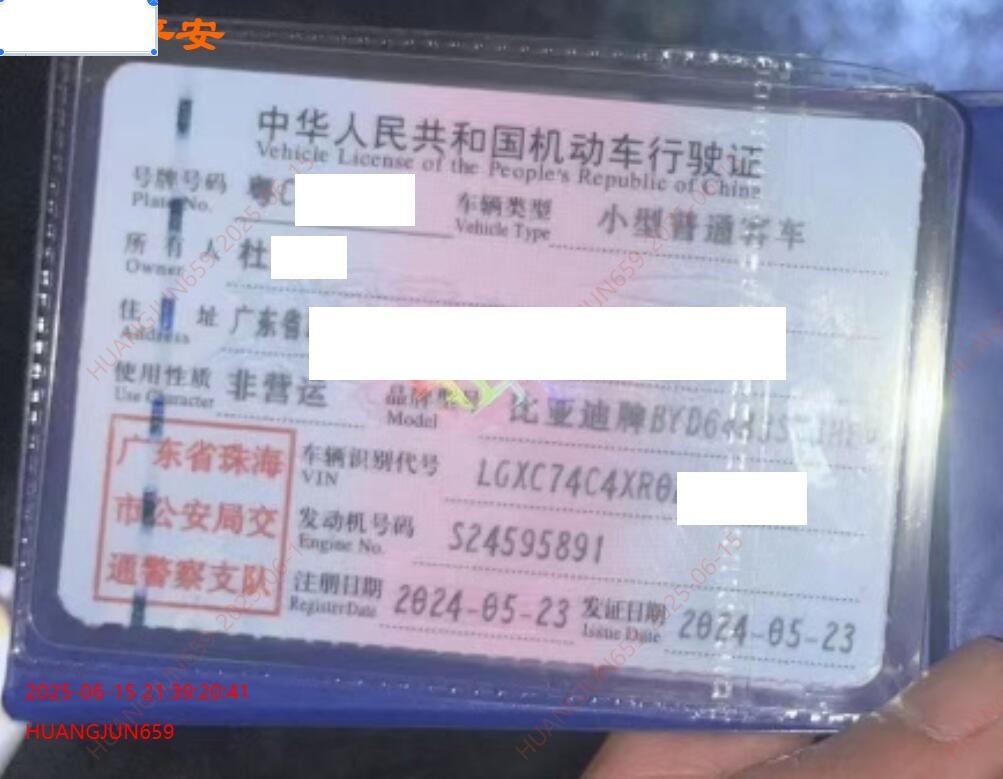 平安
中华人民共和国机动车行驶证
Vehicle License of the People's Republic of China
号牌号码 粤C 车辆类型 小型普通客车
Plate No. Vehicle Type
所有人 杜
Owner
住址 广东省
Address
使用性质 非营运 品牌型号 比亚迪牌
Use Character Model
广东省珠海
市公安局交
通警察支队
车辆识别代号 LGXC74C4XR0
VIN
发动机号码 S24595891
Engine No.
注册日期 2024-05-23 发证日期 2024-05-23
Register Date Issue Date
2025-06-15 21:39:20:41
HUANGJUN659